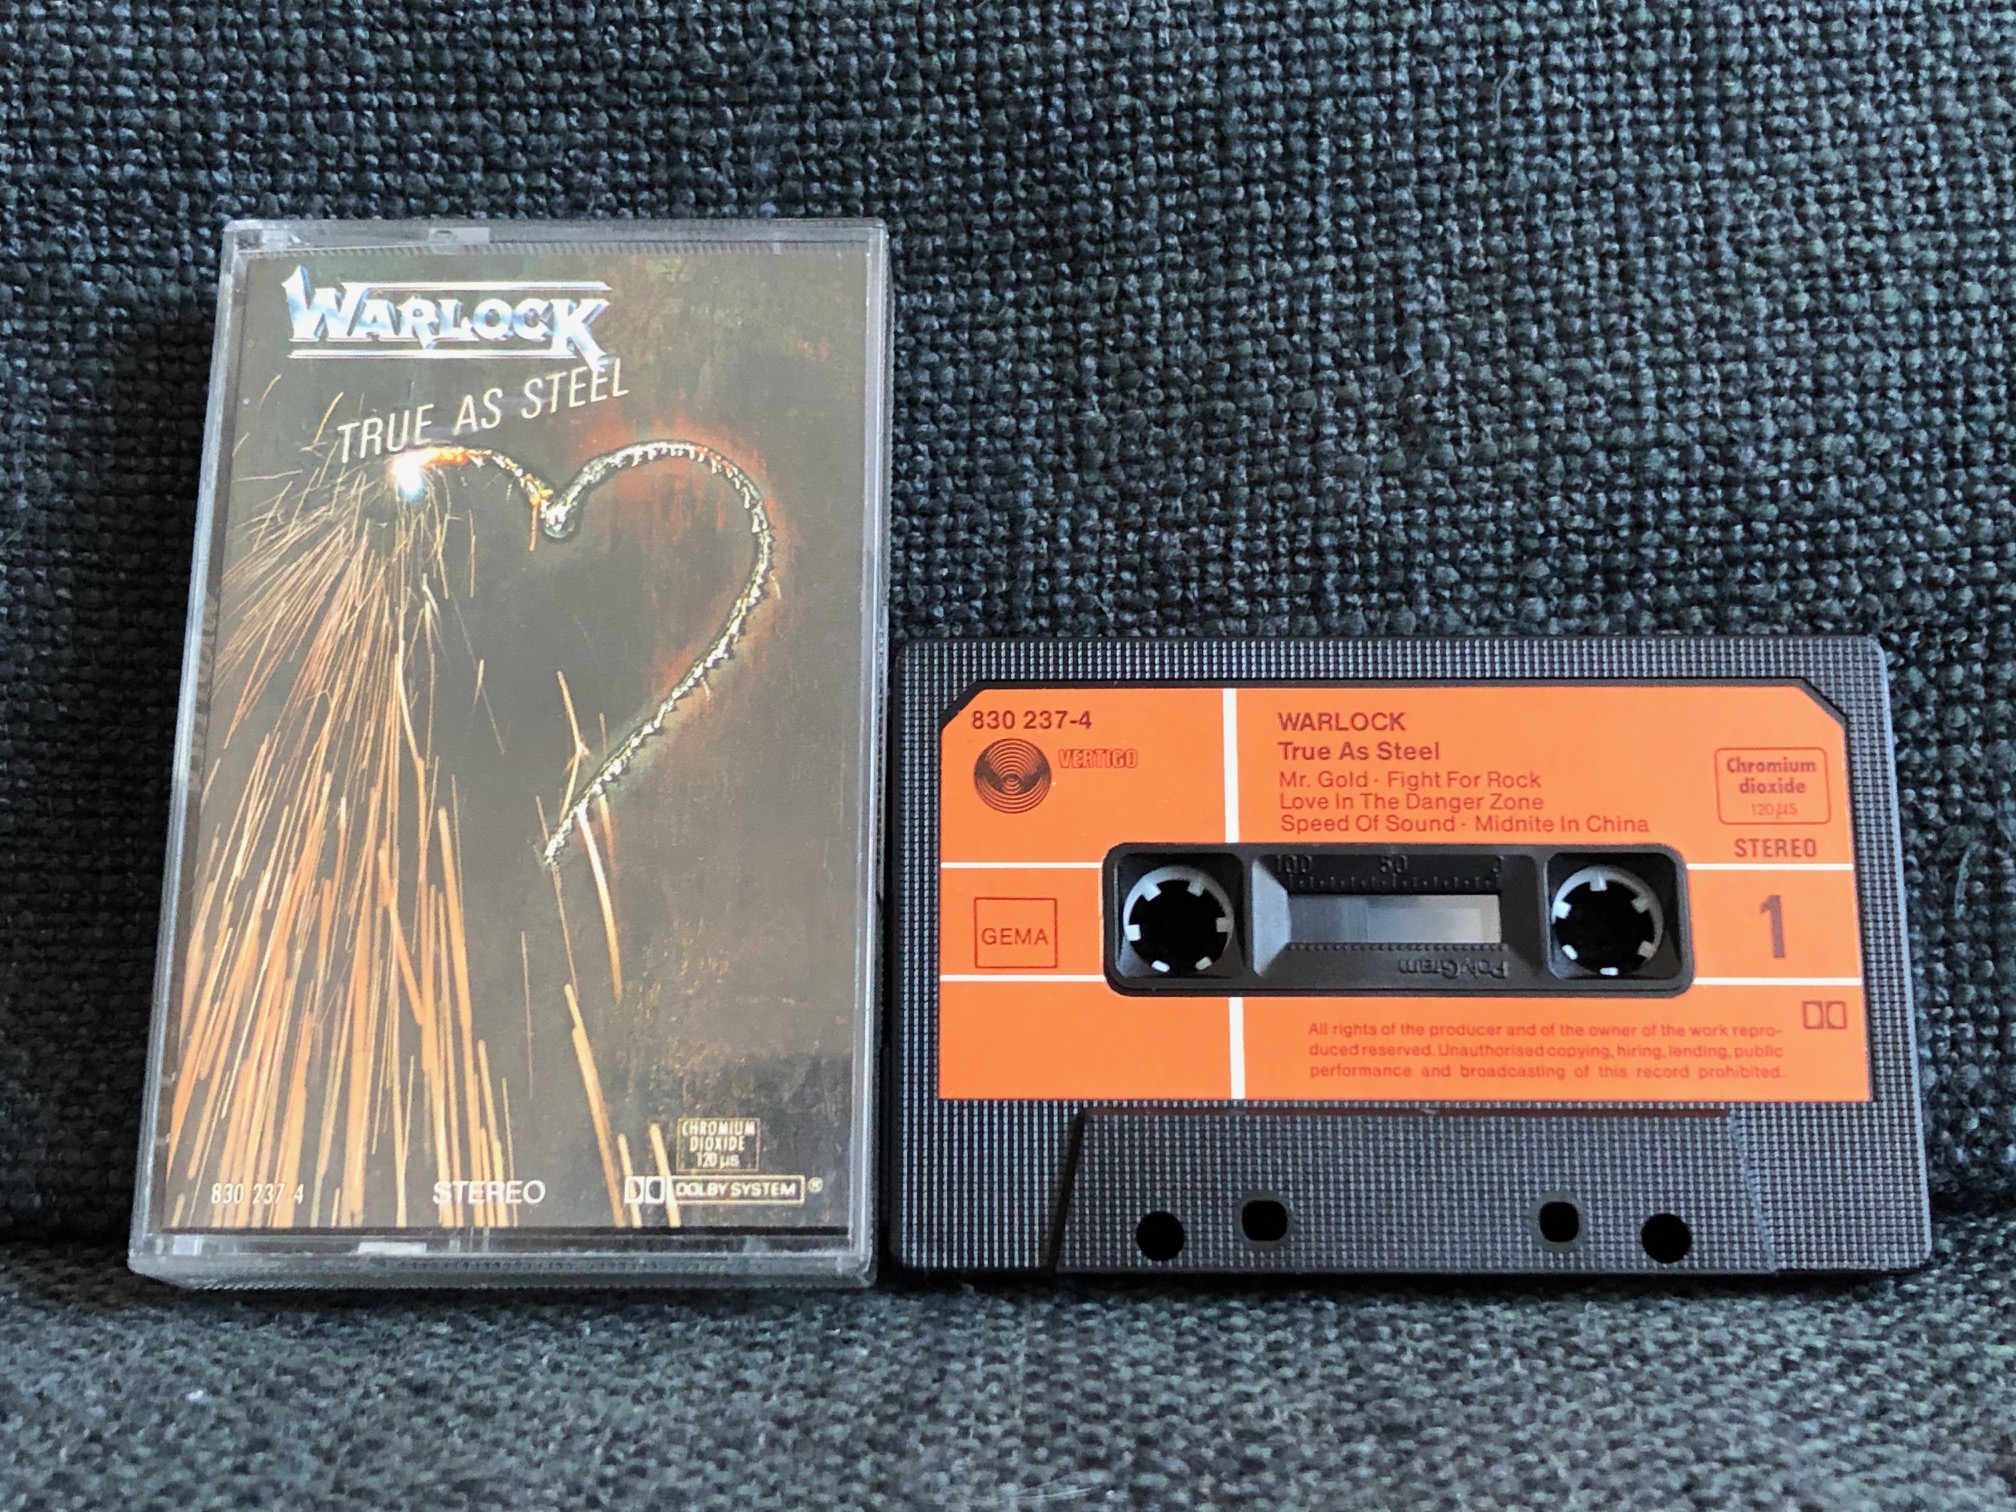 WARLOCK
TRUE AS STEEL
CHROMIUM
DIOXIDE
120 µs
830 237-4
STEREO
DOLBY SYSTEM ®
830 237-4
VERTIGO
WARLOCK
True As Steel
Mr. Gold · Fight For Rock
Love In The Danger Zone
Speed Of Sound · Midnite In China
Chromium
dioxide
120 µs
STEREO
100 50 0
GEMA
1
PolyGram
All rights of the producer and of the owner of the work repro-
duced reserved. Unauthorised copying, hiring, lending, public
performance and broadcasting of this record prohibited.